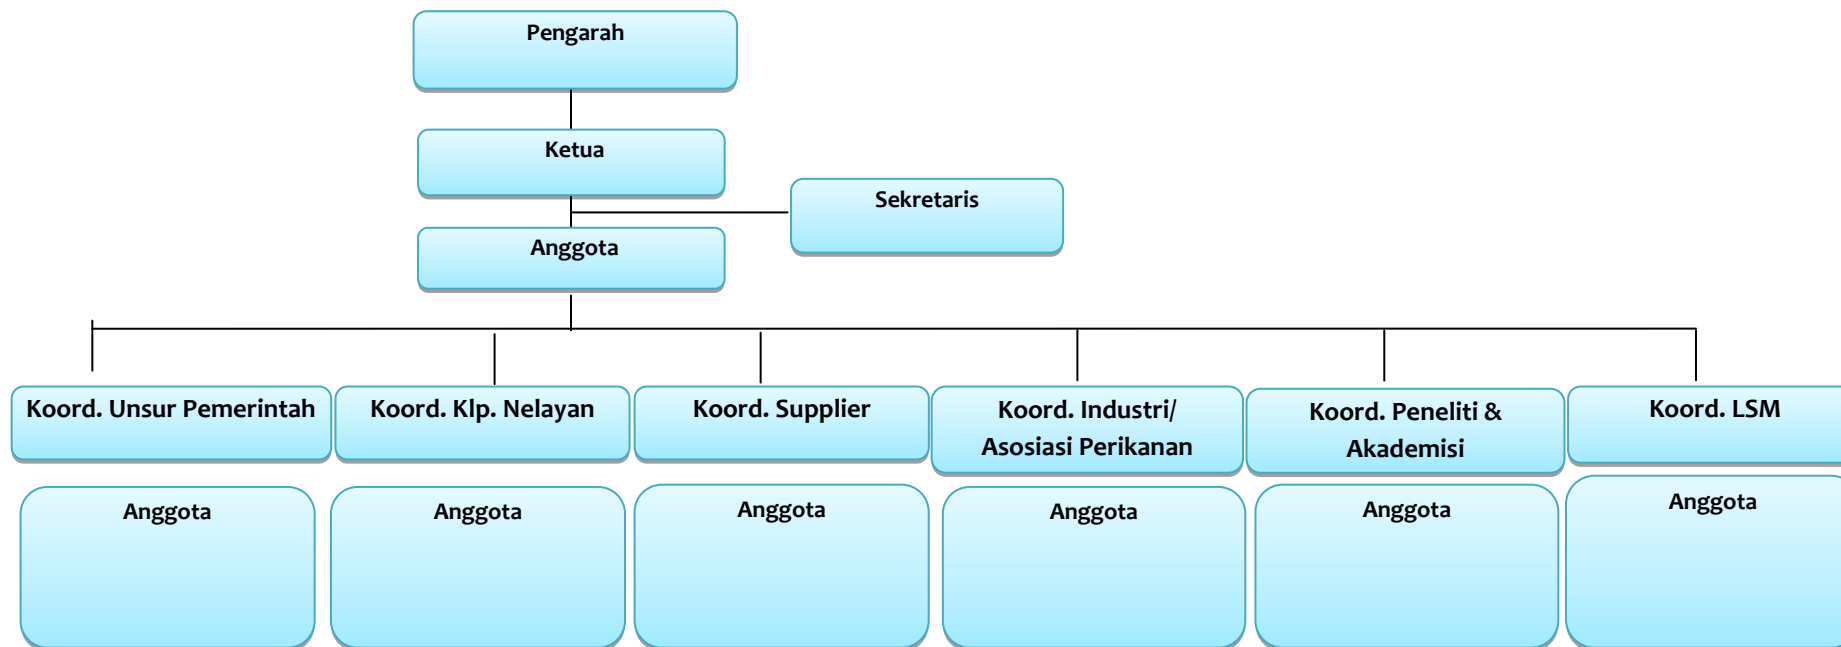 Pengarah
Ketua
Sekretaris
Anggota
Koord. Unsur Pemerintah
Koord. Klp. Nelayan
Koord. Supplier
Koord. Industri/
Asosiasi Perikanan
Koord. Peneliti &
Akademisi
Koord. LSM
Anggota
Anggota
Anggota
Anggota
Anggota
Anggota